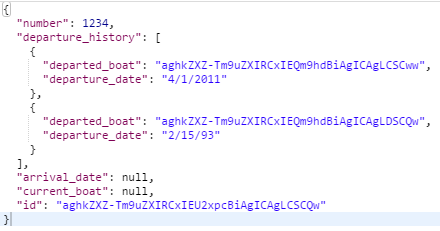 {
"number": 1234,
"departure_history": [
{
"departed_boat": "aghkZXZ-Tm9uZXIRCxIEQm9hdBiAgICAgLCSCww",
"departure_date": "4/1/2011"
},
{
"departed_boat": "aghkZXZ-Tm9uZXIRCxIEQm9hdBiAgICAgLDSCQw",
"departure_date": "2/15/93"
}
],
"arrival_date": null,
"current_boat": null,
"id": "aghkZXZ-Tm9uZXIRCxIEU2xpcBiAgICAgLCSCQw"
}